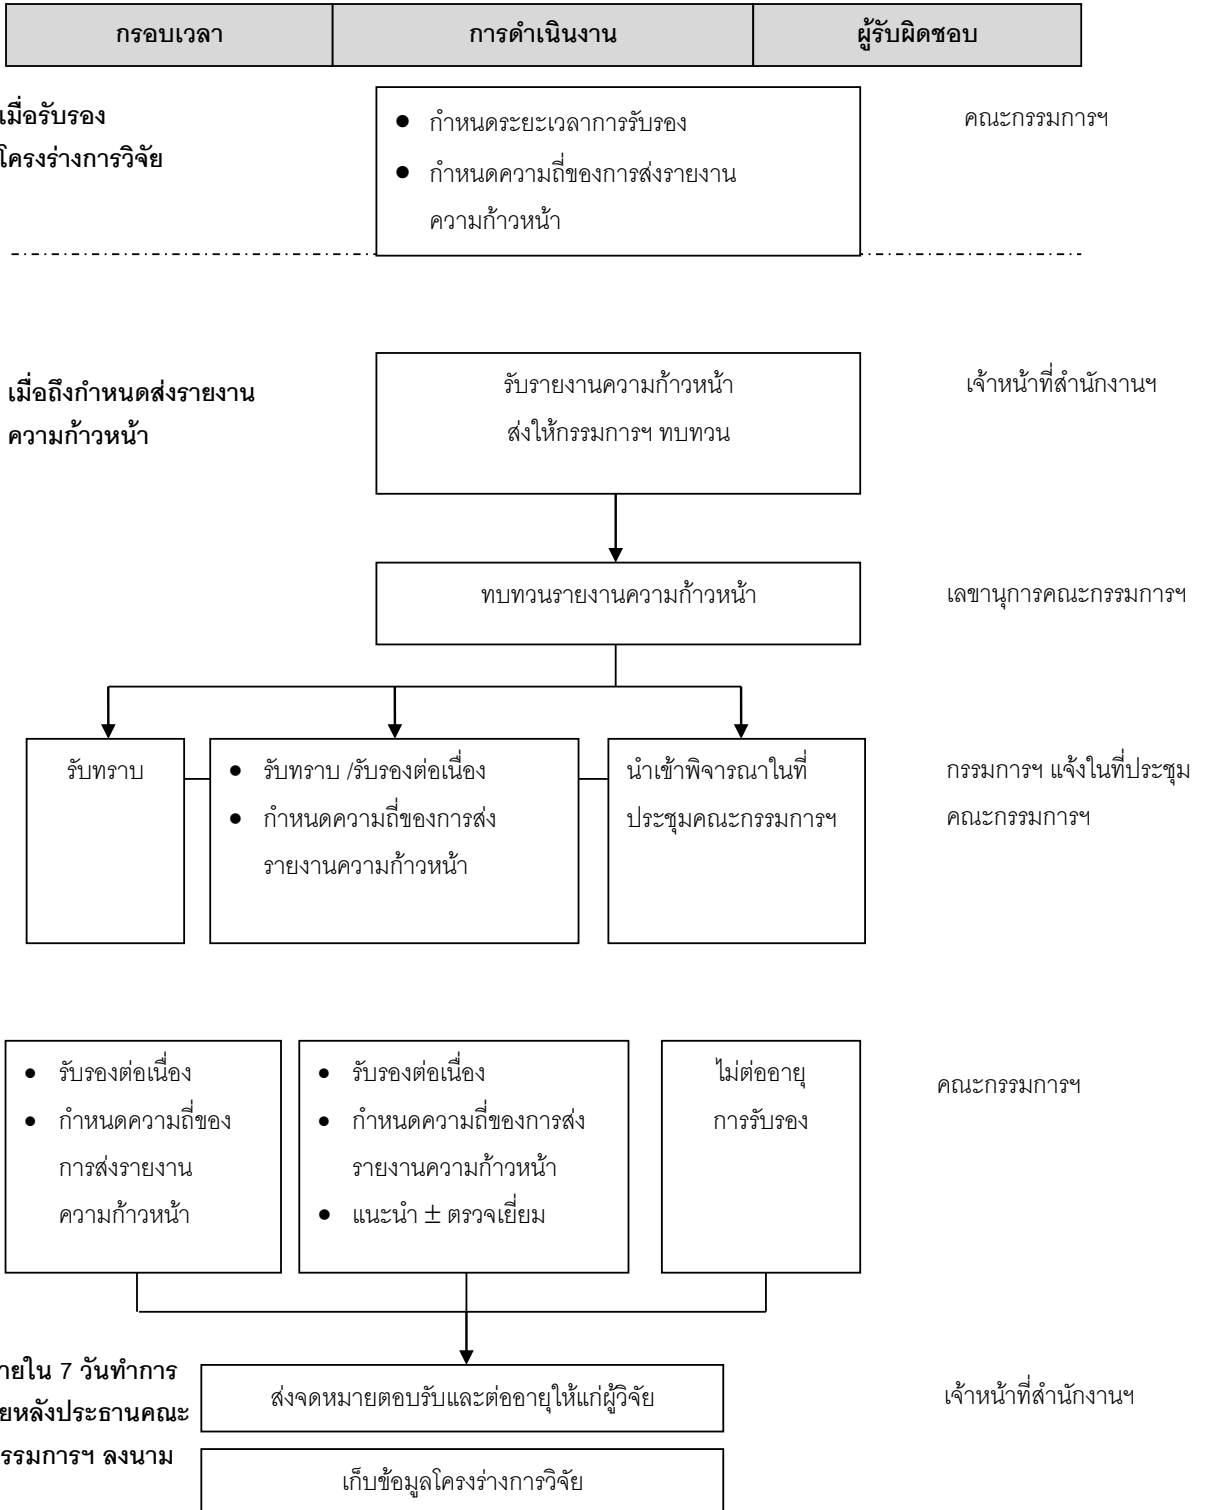 กรอบเวลา
การดำเนินงาน
ผู้รับผิดชอบ
เมื่อรับรอง
โครงร่างการวิจัย
● กำหนดระยะเวลาการรับรอง
● กำหนดความถี่ของการส่งรายงาน
ความก้าวหน้า
คณะกรรมการฯ
เมื่อถึงกำหนดส่งรายงาน
ความก้าวหน้า
รับรายงานความก้าวหน้า
ส่งให้กรรมการฯ ทบทวน
เจ้าหน้าที่สำนักงานฯ
ทบทวนรายงานความก้าวหน้า
เลขานุการคณะกรรมการฯ
รับทราบ
● รับทราบ /รับรองต่อเนื่อง
● กำหนดความถี่ของการส่ง
รายงานความก้าวหน้า
นำเข้าพิจารณาในที่
ประชุมคณะกรรมการฯ
กรรมการฯ แจ้งในที่ประชุม
คณะกรรมการฯ
● รับรองต่อเนื่อง
● กำหนดความถี่ของ
การส่งรายงาน
ความก้าวหน้า
● รับรองต่อเนื่อง
● กำหนดความถี่ของการส่ง
รายงานความก้าวหน้า
● แนะนำ ± ตรวจเยี่ยม
ไม่ต่ออายุ
การรับรอง
คณะกรรมการฯ
ายใน 7 วันทำการ
ยหลังประธานคณะ
รรมการฯ ลงนาม
ส่งจดหมายตอบรับและต่ออายุให้แก่ผู้วิจัย
เจ้าหน้าที่สำนักงานฯ
เก็บข้อมูลโครงร่างการวิจัย